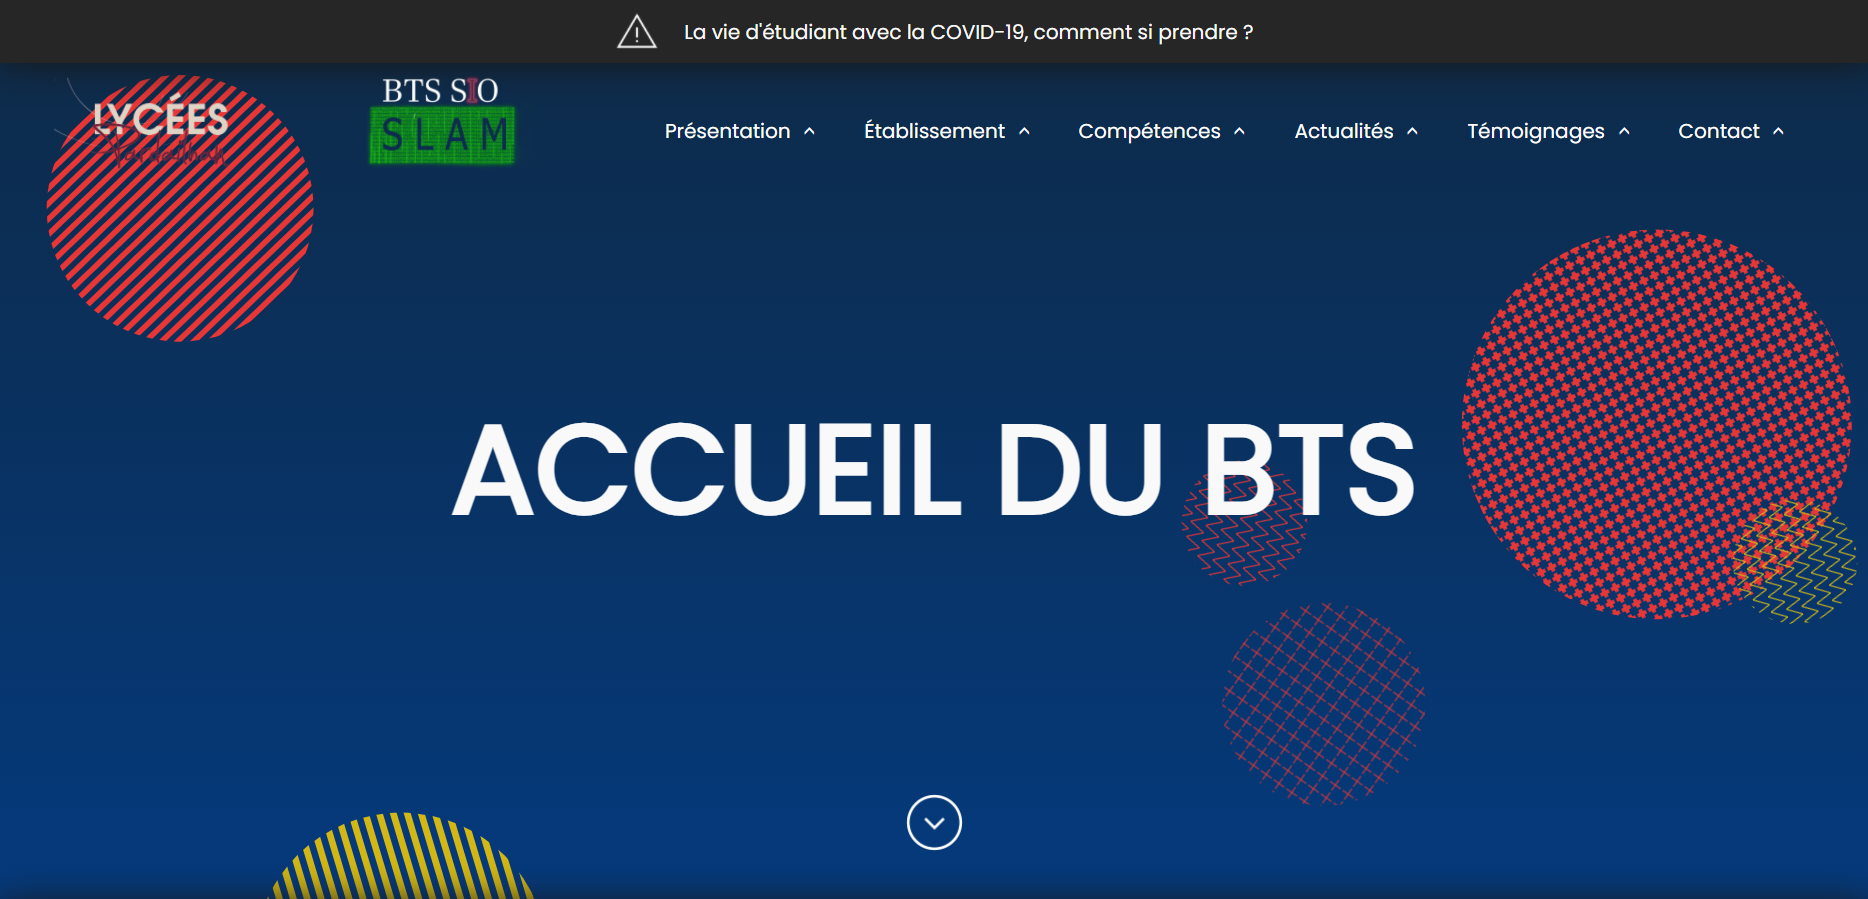 La vie d'étudiant avec la COVID-19, comment si prendre ?
LYCÉES
BTS SIO
SLAM
Présentation
Établissement
Compétences
Actualités
Témoignages
Contact
ACCUEIL DU BTS